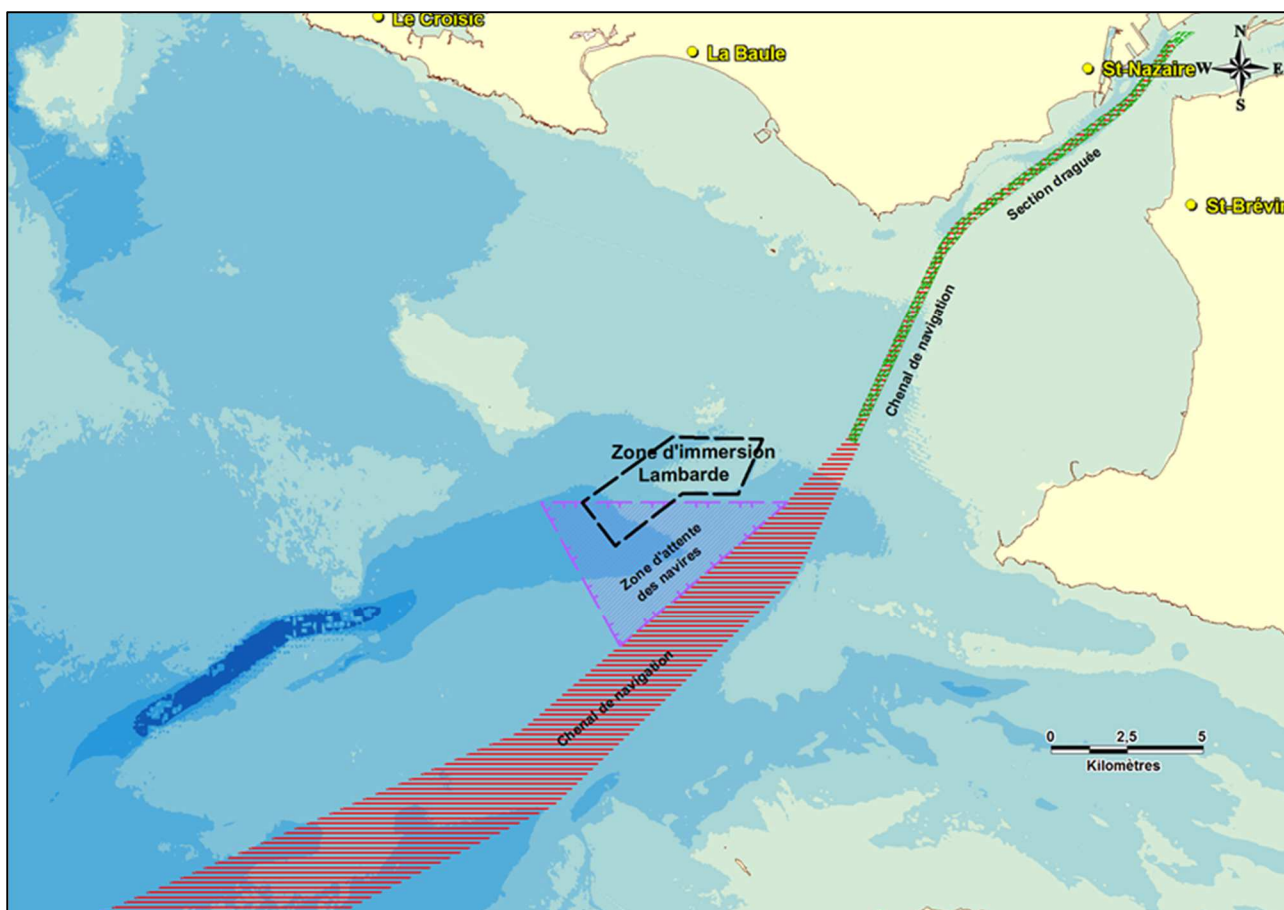 Le Croisic
La Baule
St-Nazaire
N
W
E
S
St-Brévin
Section draguée
Chenal de navigation
Zone d'immersion
Lambarde
Zone d'attente
des navires
Chenal de navigation
0 2,5 5
Kilomètres